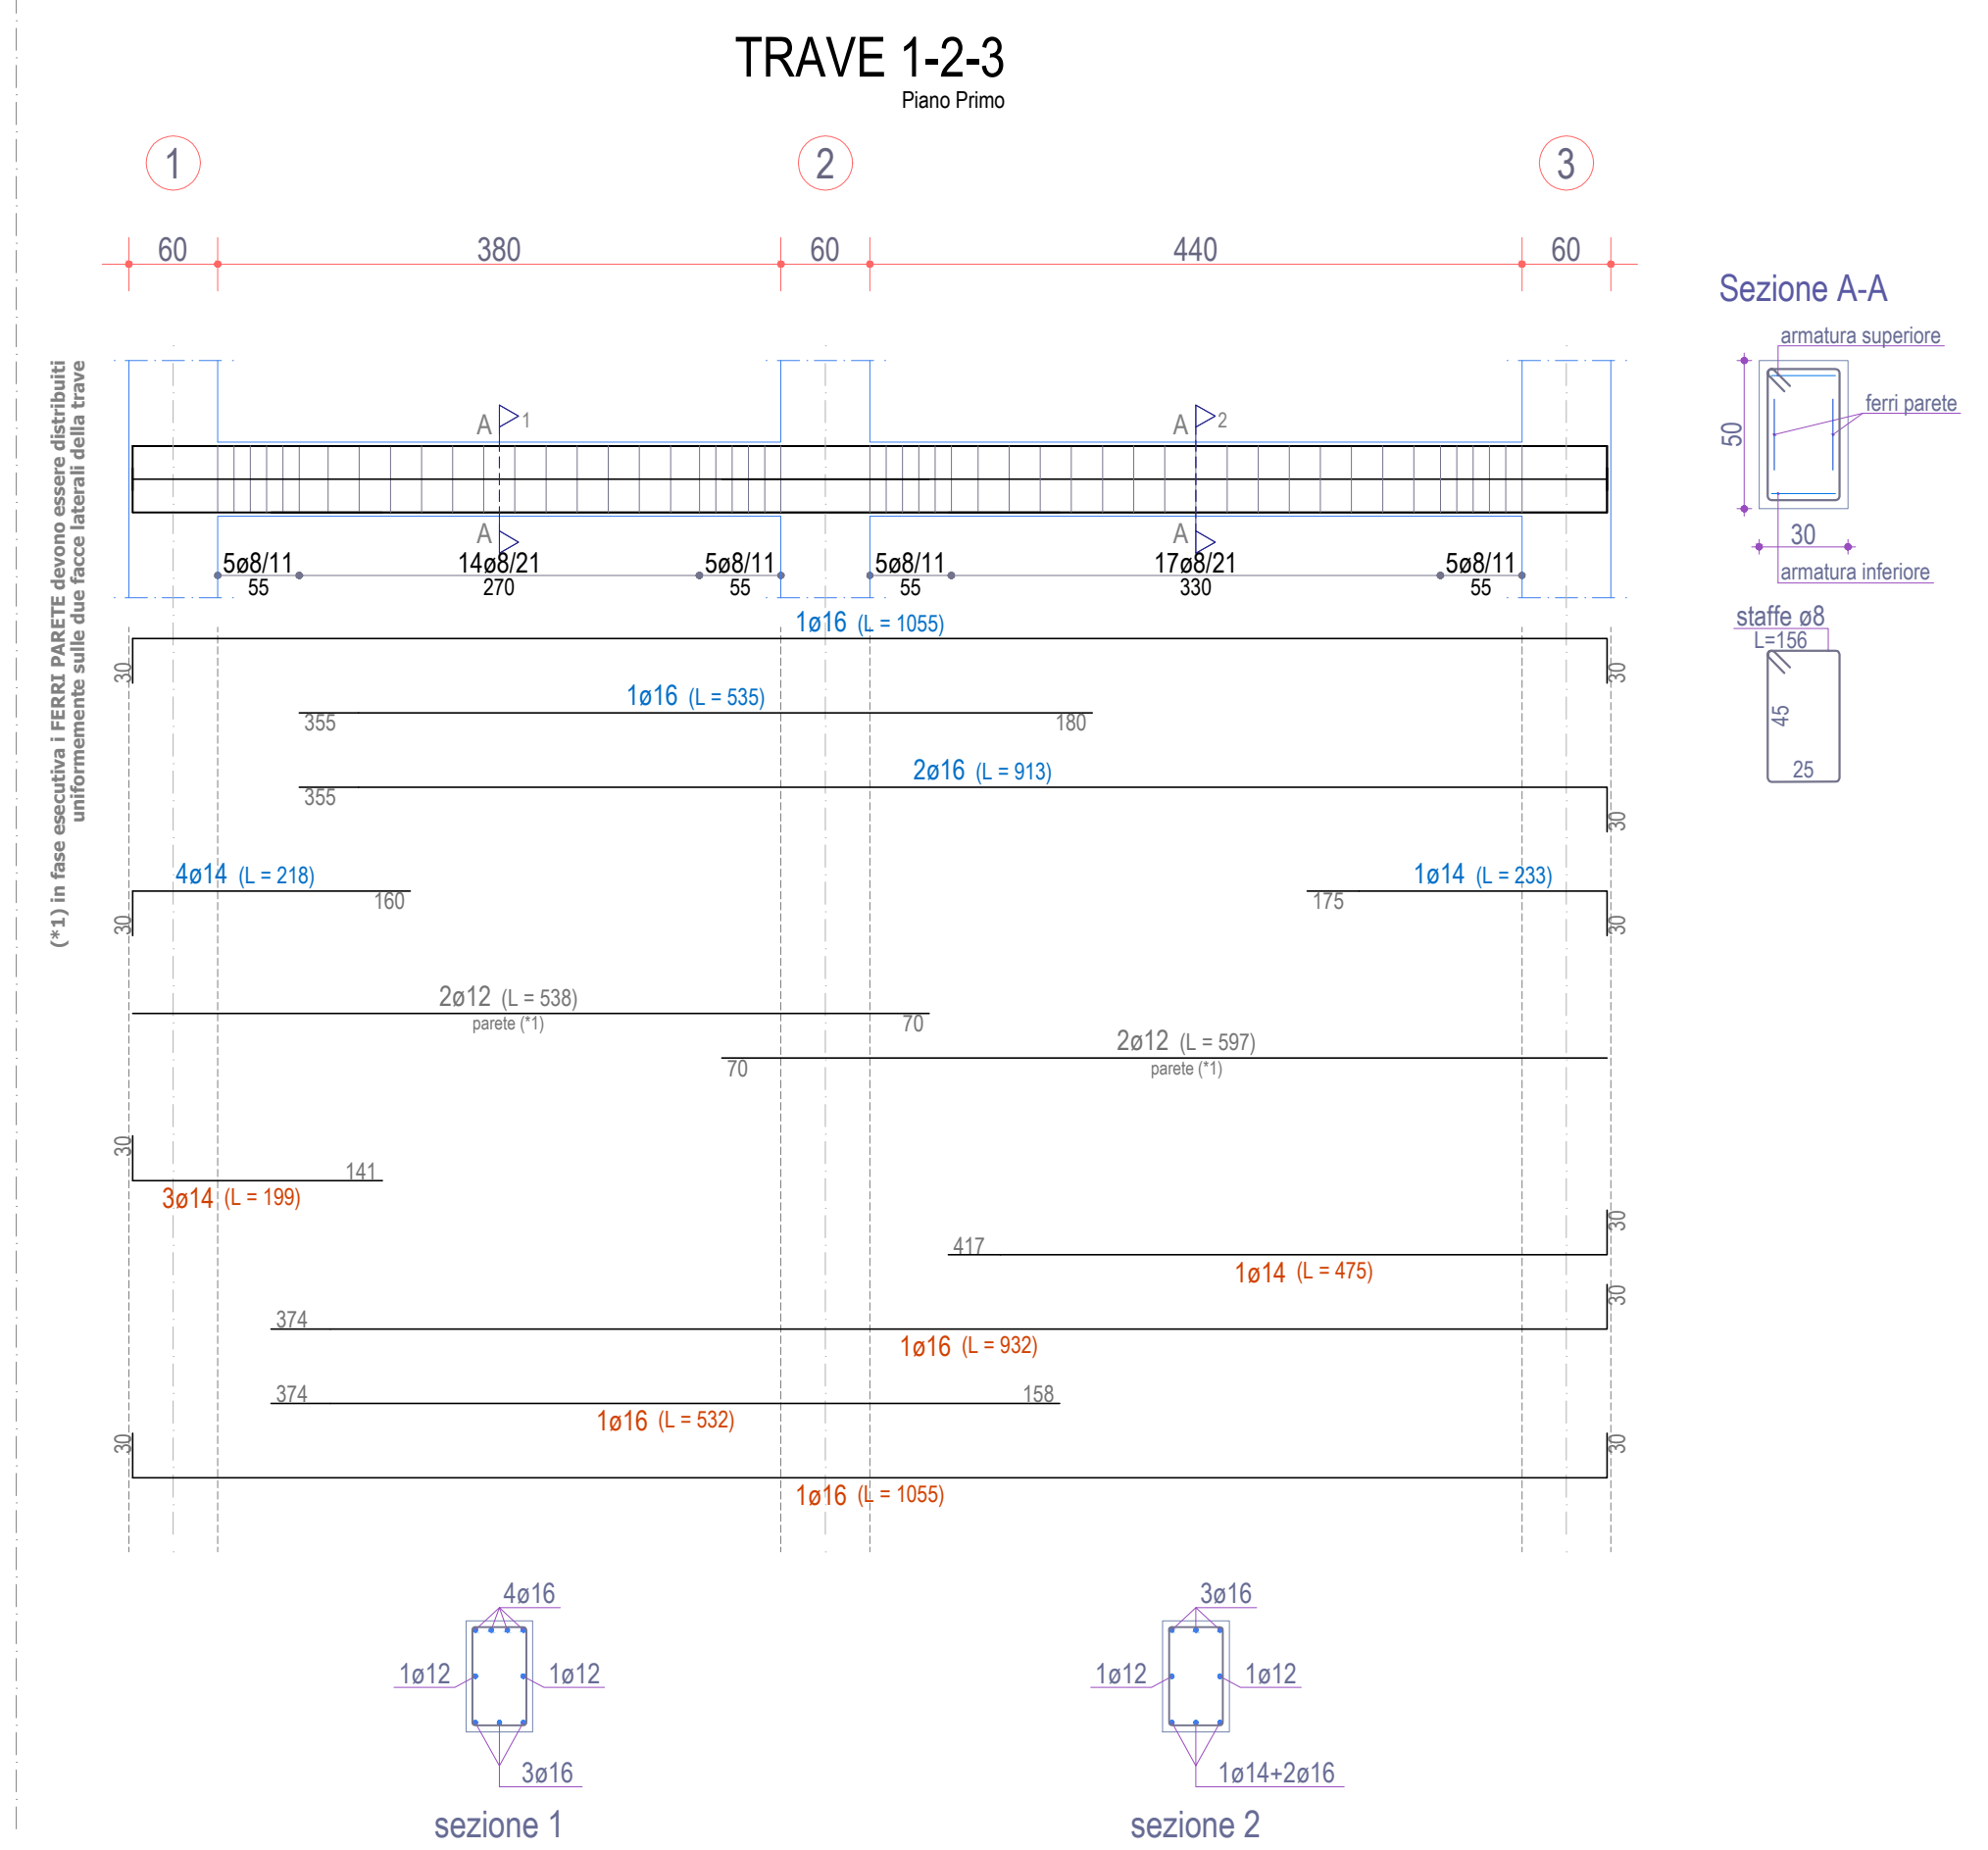 TRAVE 1-2-3
Piano Primo
1
2
3
60
380
60
440
60
(*1) in fase esecutiva i FERRI PARETE devono essere distribuiti
uniformemente sulle due facce laterali della trave
A
1
A
2
A
A
5ø8/11
14ø8/21
5ø8/11
5ø8/11
17ø8/21
5ø8/11
55
270
55
55
330
55
1ø16 (L = 1055)
30
30
1ø16 (L = 535)
355
180
2ø16 (L = 913)
355
30
4ø14 (L = 218)
160
30
1ø14 (L = 233)
175
30
2ø12 (L = 538)
parete (*1)
70
2ø12 (L = 597)
parete (*1)
70
30
141
3ø14 (L = 199)
30
417
1ø14 (L = 475)
30
374
1ø16 (L = 932)
374
158
1ø16 (L = 532)
30
30
1ø16 (L = 1055)
Sezione A-A
armatura superiore
ferri parete
50
30
armatura inferiore
staffe ø8
L=156
45
25
4ø16
1ø12
1ø12
3ø16
sezione 1
3ø16
1ø12
1ø12
1ø14+2ø16
sezione 2